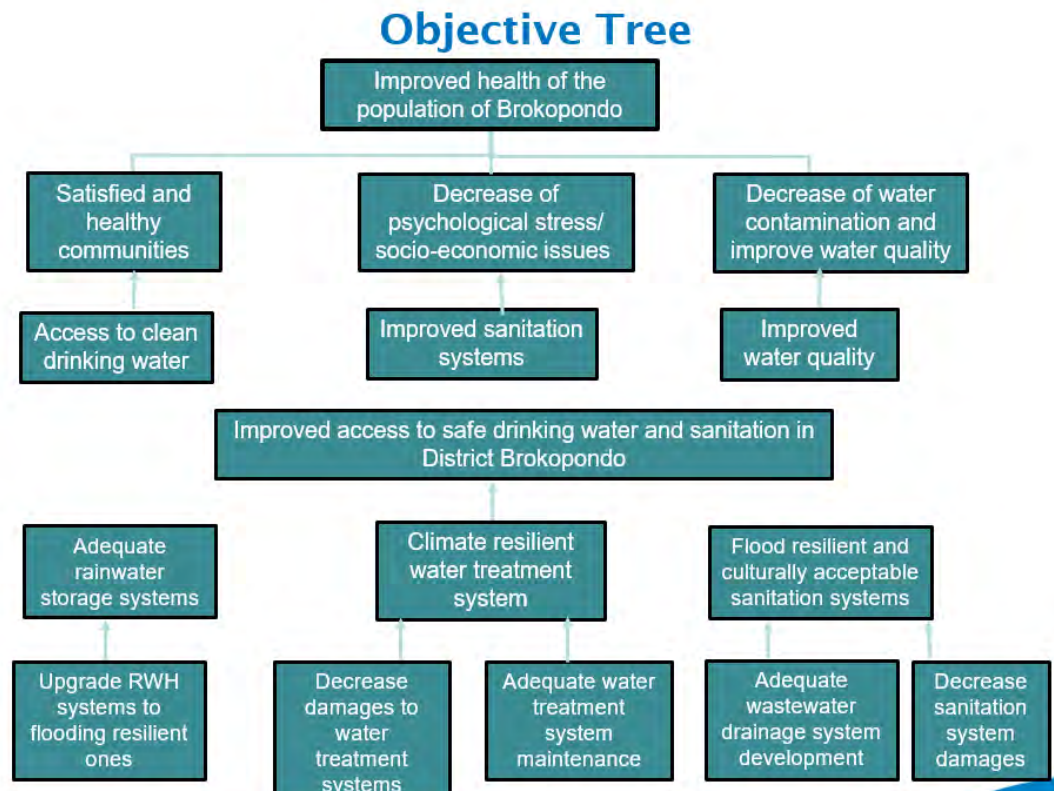 Objective Tree
Improved health of the
population of Brokopondo
Satisfied and
healthy
communities
Decrease of
psychological stress/
socio-economic issues
Decrease of water
contamination and
improve water quality
Access to clean
drinking water
Improved sanitation
systems
Improved
water quality
Improved access to safe drinking water and sanitation in
District Brokopondo
Adequate
rainwater
storage systems
Climate resilient
water treatment
system
Flood resilient and
culturally acceptable
sanitation systems
Upgrade RWH
systems to
flooding resilient
ones
Decrease
damages to
water
treatment
systems
Adequate water
treatment
system
maintenance
Adequate
wastewater
drainage system
development
Decrease
sanitation
system
damages